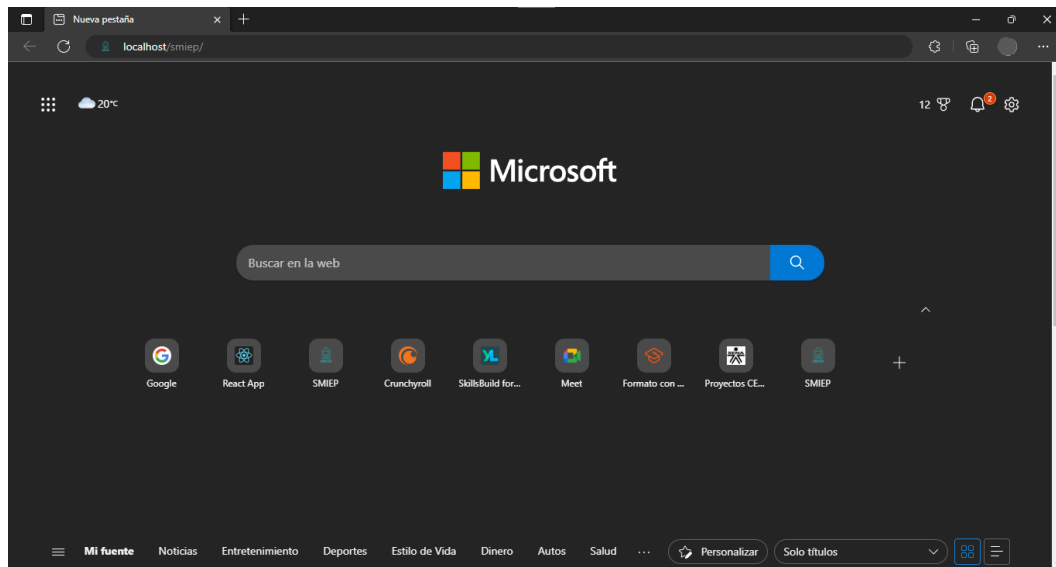 Nueva pestaña
localhost/smiep/
20°C
12
2
Microsoft
Buscar en la web
Google
React App
SMIEP
Crunchyroll
SkillsBuild for...
Meet
Formato con ...
Proyectos CE...
SMIEP
Mi fuente Noticias Entretenimiento Deportes Estilo de Vida Dinero Autos Salud ... Personalizar Solo títulos